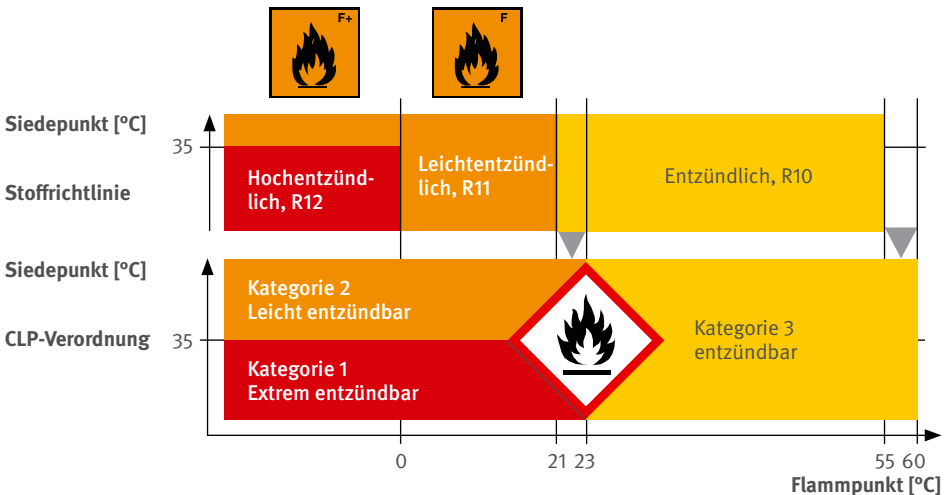 F+
F
Siedepunkt [°C]
35
Stoffrichtlinie
Hochentzünd-
lich, R12
Leichtentzünd-
lich, R11
Entzündlich, R10
Siedepunkt [°C]
CLP-Verordnung
35
Kategorie 2
Leicht entzündbar
Kategorie 1
Extrem entzündbar
Kategorie 3
entzündbar
0 21 23 55 60
Flammpunkt [°C]